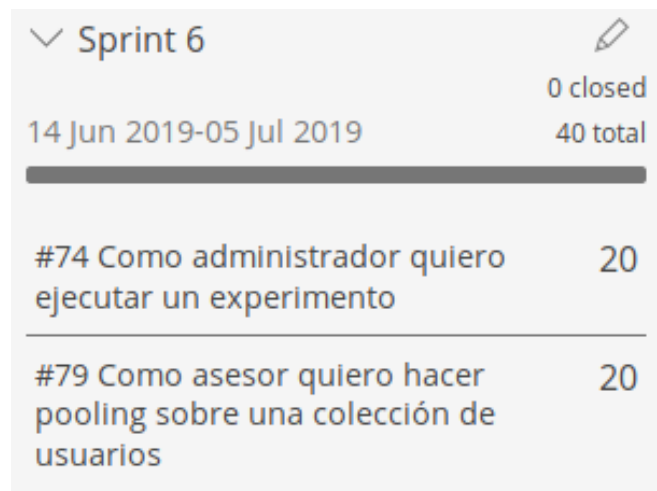 Sprint 6
0 closed
14 Jun 2019-05 Jul 2019
40 total
#74 Como administrador quiero
ejecutar un experimento
20
#79 Como asesor quiero hacer
pooling sobre una colección de
usuarios
20